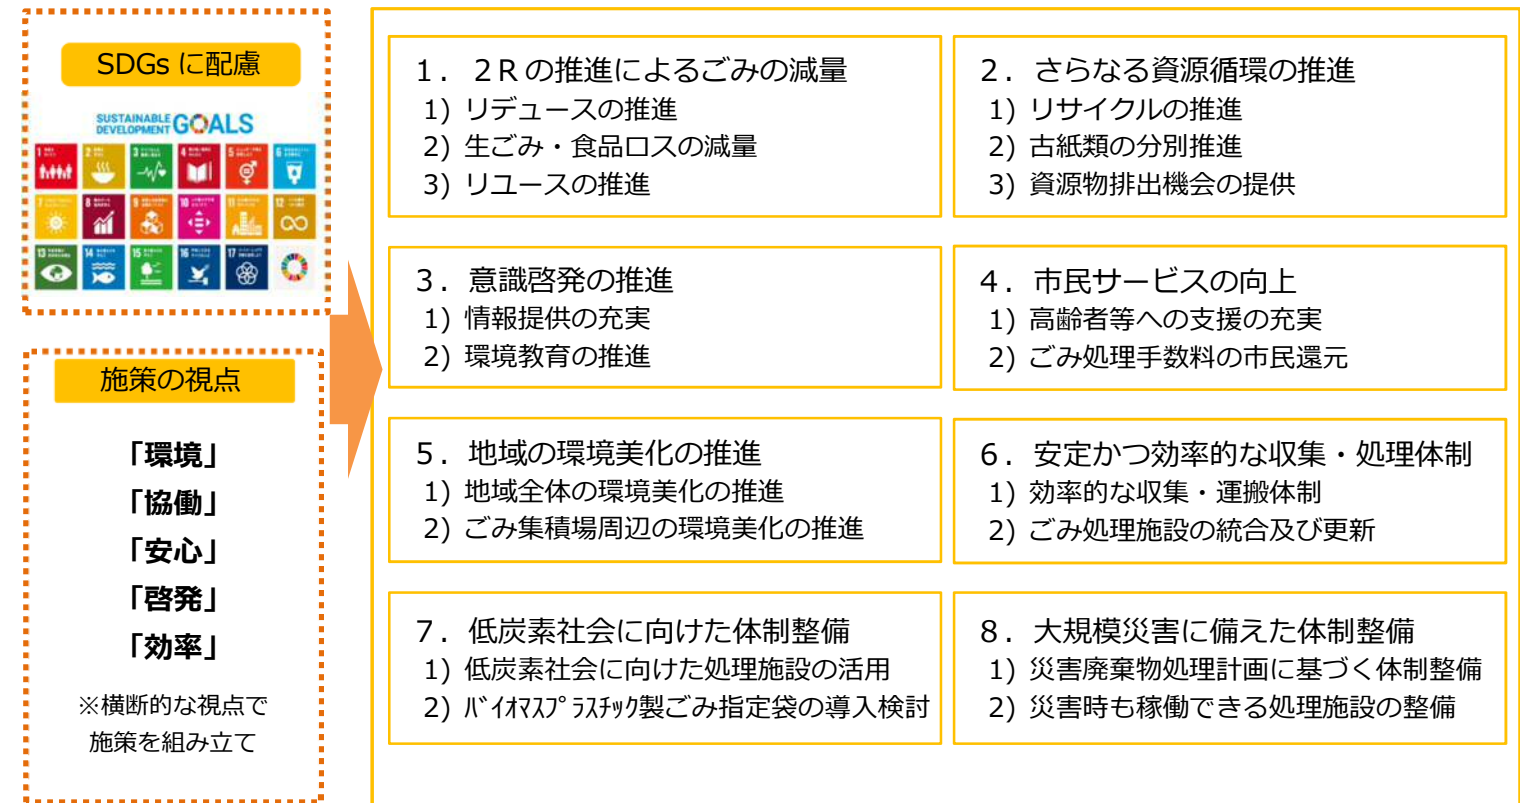 SDGs に配慮
SUSTAINABLE
DEVELOPMENT GOALS
1
2
3
4
5
6
7
8
9
10
11
12
13
14
15
16
17
施策の視点
「環境」
「協働」
「安心」
「啓発」
「効率」
※横断的な視点で
施策を組み立て
1．２Ｒの推進によるごみの減量
1) リデュースの推進
2) 生ごみ・食品ロスの減量
3) リユースの推進
2．さらなる資源循環の推進
1) リサイクルの推進
2) 古紙類の分別推進
3) 資源物排出機会の提供
3．意識啓発の推進
1) 情報提供の充実
2) 環境教育の推進
4．市民サービスの向上
1) 高齢者等への支援の充実
2) ごみ処理手数料の市民還元
5．地域の環境美化の推進
1) 地域全体の環境美化の推進
2) ごみ集積場周辺の環境美化の推進
6．安定かつ効率的な収集・処理体制
1) 効率的な収集・運搬体制
2) ごみ処理施設の統合及び更新
7．低炭素社会に向けた体制整備
1) 低炭素社会に向けた処理施設の活用
2) ﾊﾞｲｵﾏｽﾌﾟﾗｽﾁｯｸ製ごみ指定袋の導入検討
8．大規模災害に備えた体制整備
1) 災害廃棄物処理計画に基づく体制整備
2) 災害時も稼働できる処理施設の整備